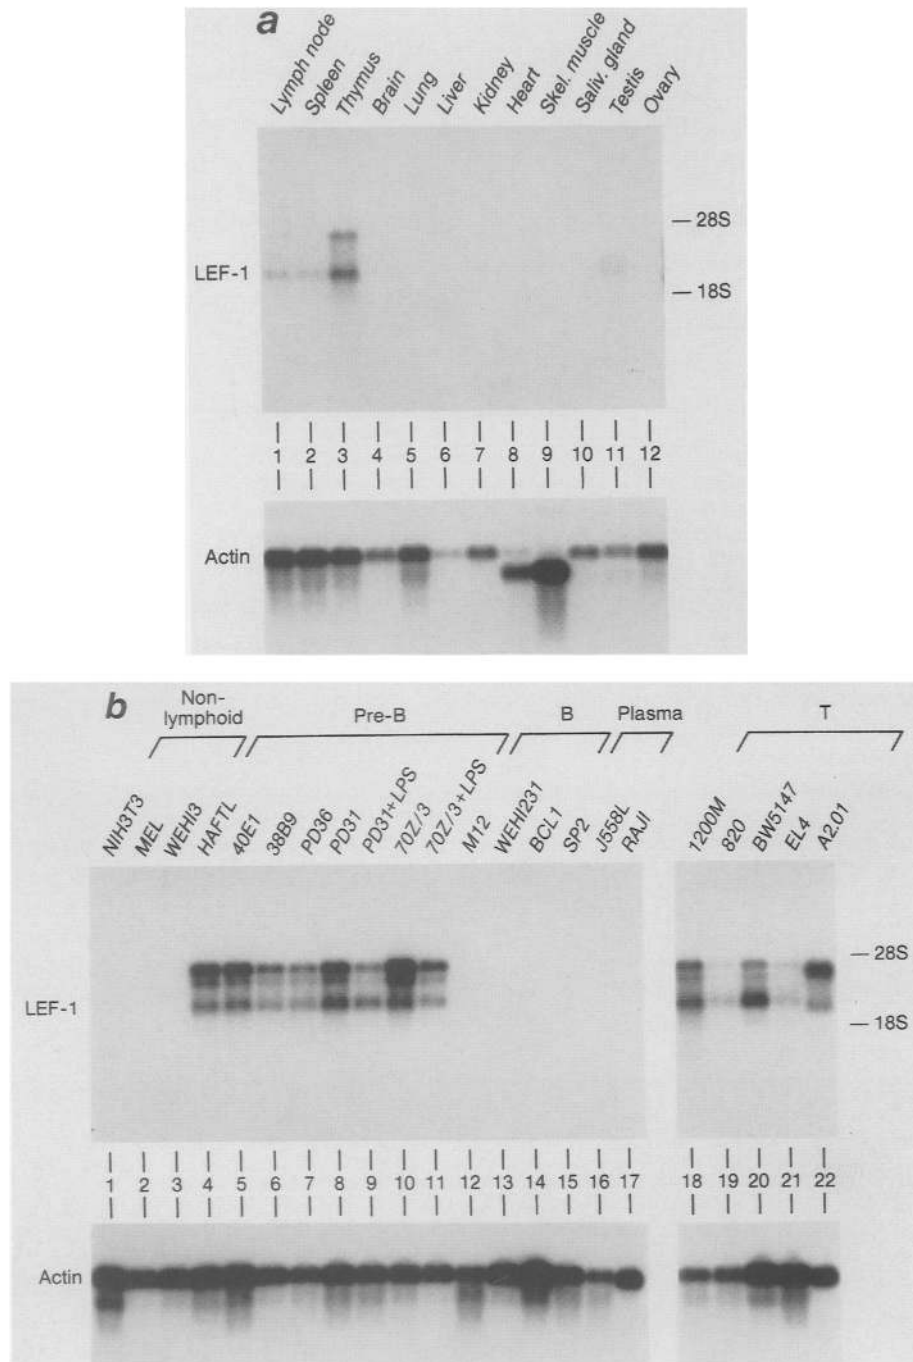 a
Lymph node
Spleen
Thymus
Brain
Lung
Liver
Kidney
Heart
Skel. muscle
Saliv. gland
Testis
Ovary
— 28S
LEF-1
— 18S
1 2 3 4 5 6 7 8 9 10 11 12
Actin
b
Non-
lymphoid
Pre-B
B
Plasma
T
NIH3T3
MEL
WEHI3
HAFTL
40E1
38B9
PD36
PD31
PD31+LPS
70Z/3
70Z/3+LPS
M12
WEHI231
BCL1
SP2
J558L
RAJI
1200M
820
BW5147
EL4
A2.01
— 28S
LEF-1
— 18S
1 2 3 4 5 6 7 8 9 10 11 12 13 14 15 16 17 18 19 20 21 22
Actin